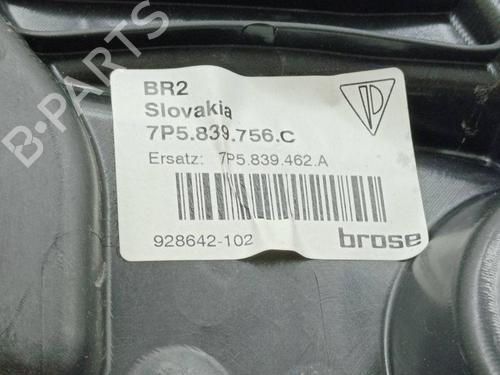 B-PARTS
BR2
Slovakia
7P5.839.756.C
Ersatz: 7P5.839.462.A
928642-102
brose